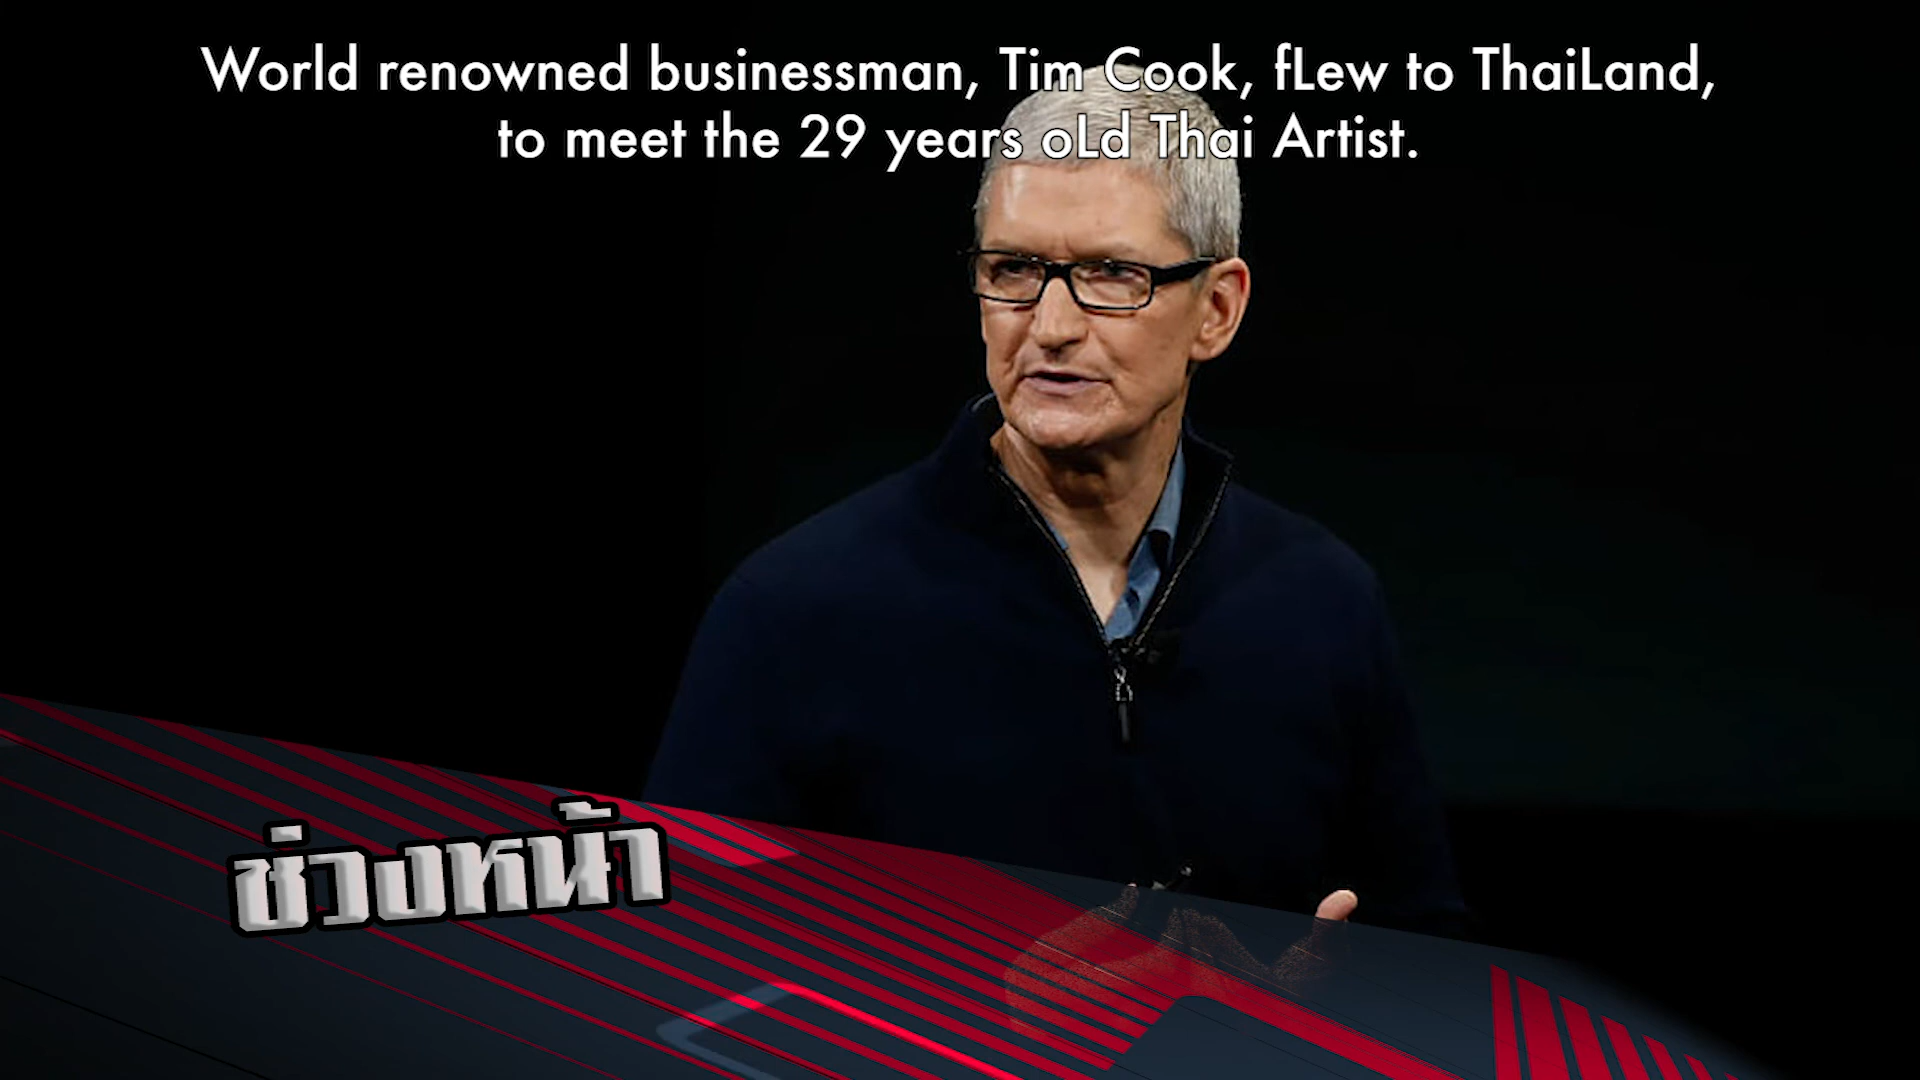 World renowned businessman, Tim Cook, fLew to ThaiLand,
to meet the 29 years oLd Thai Artist.
ช่วงหน้า